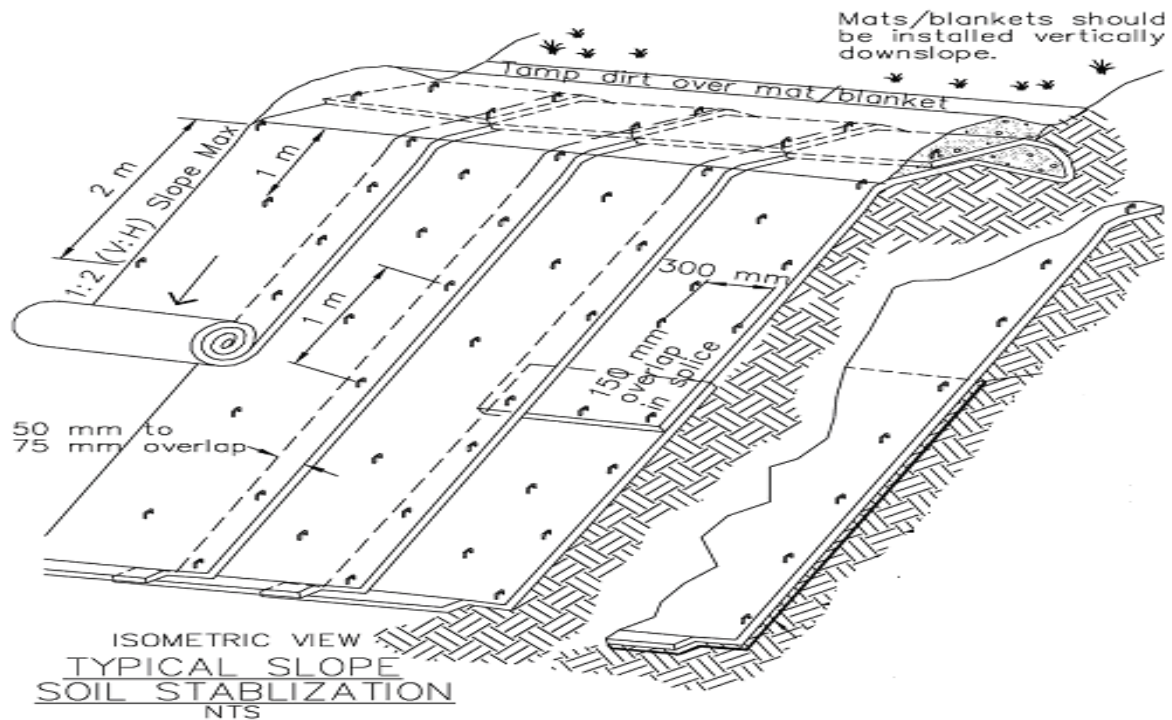 Mats/blankets should
be installed vertically
downslope.
Tamp dirt over mat/blanket
2 m
1 m
1:2 (V:H) Slope Max
300 mm
1 m
150 mm
overlap
in splice
50 mm to
75 mm overlap
ISOMETRIC VIEW
TYPICAL SLOPE
SOIL STABLIZATION
NTS